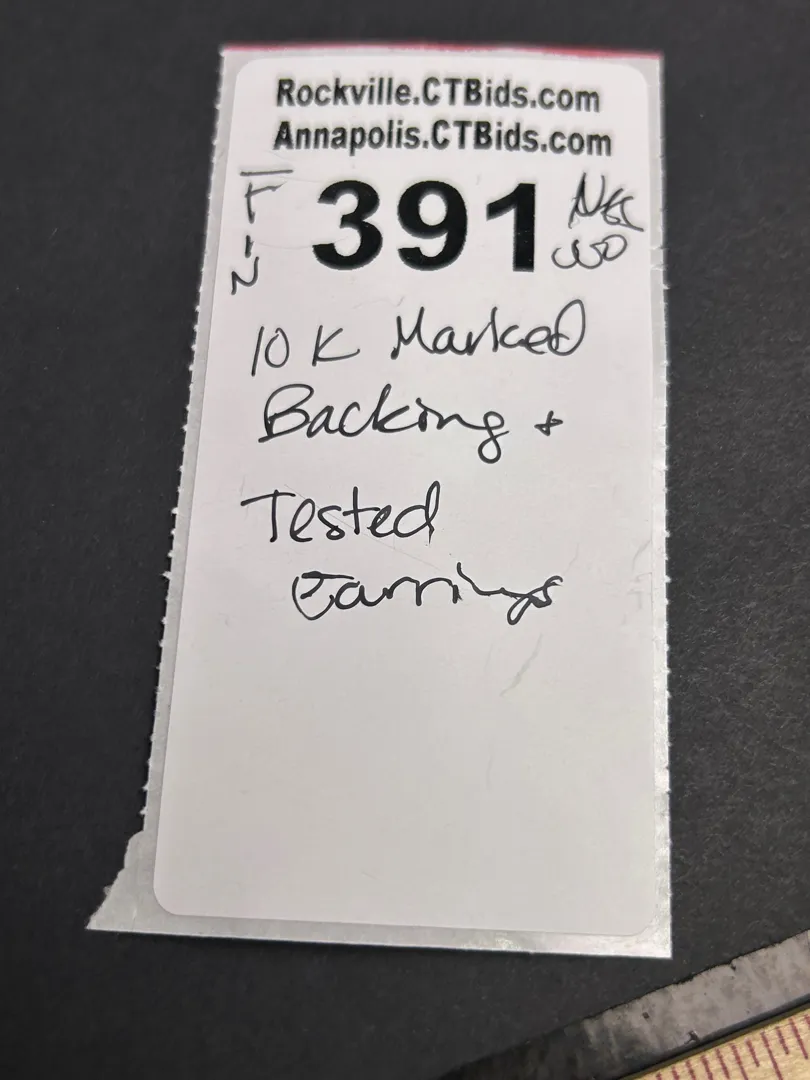 Rockville.CTBids.com
Annapolis.CTBids.com
391
10 K Marked
Backing +
Tested
Earrings